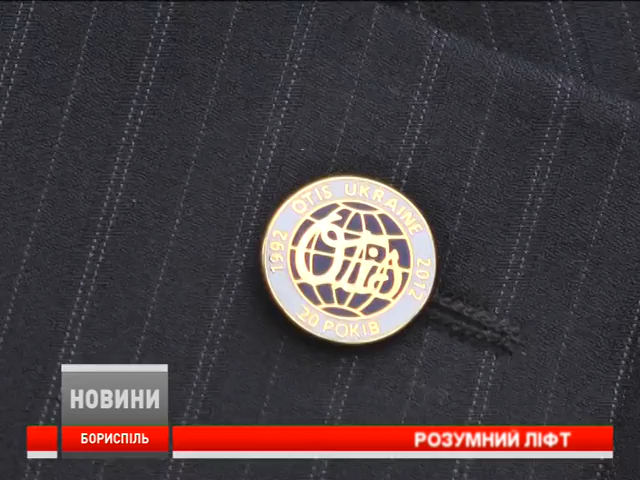 OTIS UKRAINE
1992
Otis
2012
20 РОКІВ
НОВИНИ
БОРИСПІЛЬ
РОЗУМНИЙ ЛІФТ